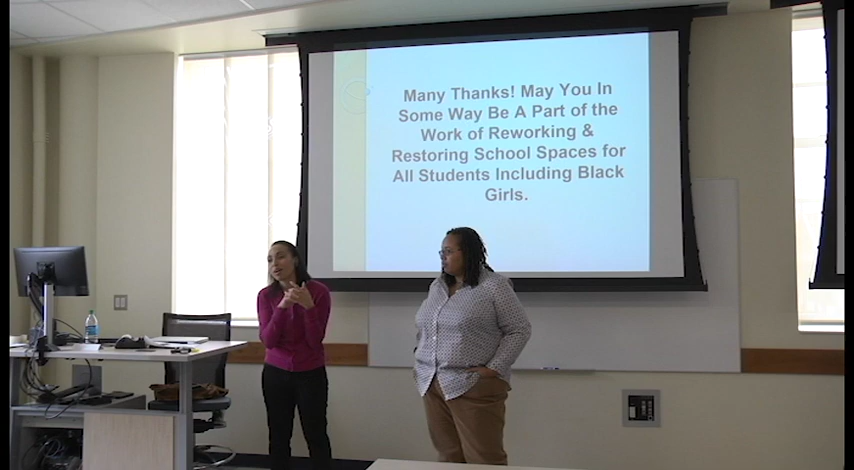 Many Thanks! May You In
Some Way Be A Part of the
Work of Reworking &
Restoring School Spaces for
All Students Including Black
Girls.